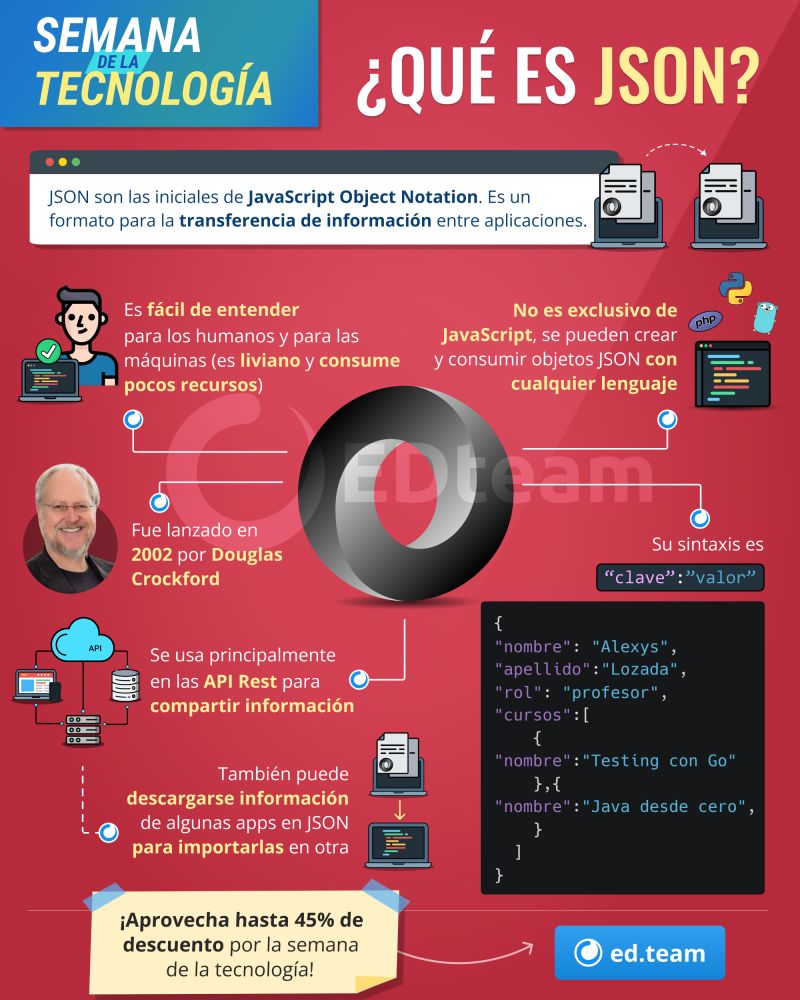 SEMANA
DE LA
TECNOLOGÍA
¿QUÉ ES JSON?
JSON son las iniciales de JavaScript Object Notation. Es un
formato para la transferencia de información entre aplicaciones.
Es fácil de entender
para los humanos y para las
máquinas (es liviano y consume
pocos recursos)
No es exclusivo de
JavaScript, se pueden crear
y consumir objetos JSON con
cualquier lenguaje
php
EDteam
Fue lanzado en
2002 por Douglas
Crockford
Su sintaxis es
“clave”:”valor”
{
"nombre": "Alexys",
"apellido":"Lozada",
"rol": "profesor",
"cursos":[
{
"nombre":"Testing con Go"
},{
"nombre":"Java desde cero",
}
]
}
API
Se usa principalmente
en las API Rest para
compartir información
También puede
descargarse información
de algunas apps en JSON
para importarlas en otra
¡Aprovecha hasta 45% de
descuento por la semana
de la tecnología!
ed.team